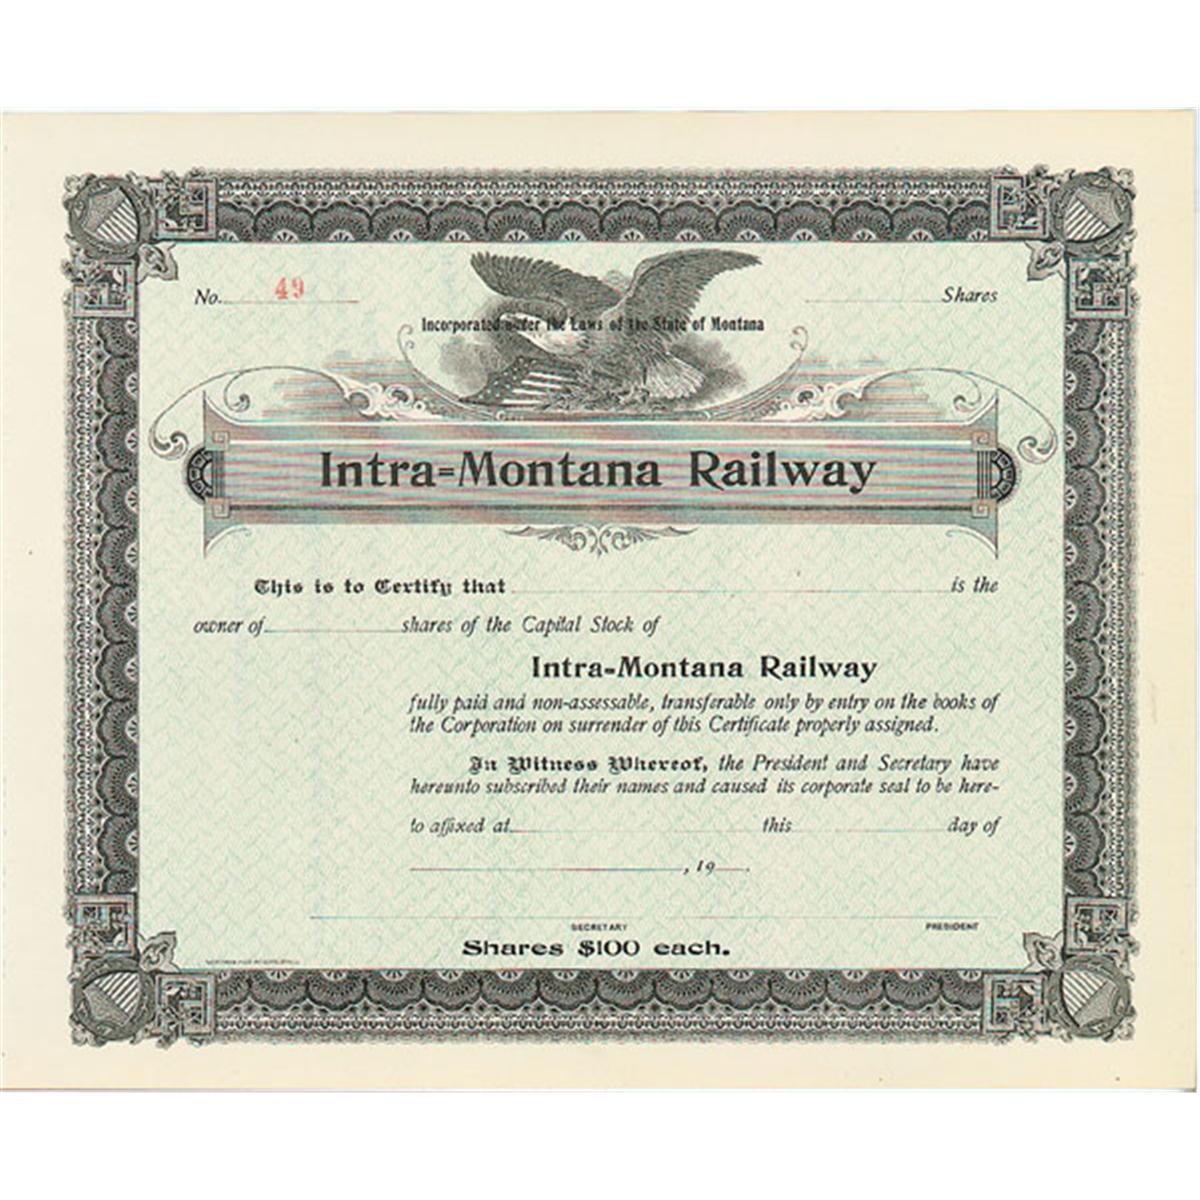 No. 49 Shares
Incorporated under the Laws of the State of Montana
Intra-Montana Railway
This is to Certify that is the
owner of shares of the Capital Stock of
Intra-Montana Railway
fully paid and non-assessable, transferable only by entry on the books of
the Corporation on surrender of this Certificate properly assigned.
In Witness Whereof, the President and Secretary have
hereunto subscribed their names and caused its corporate seal to be here-
to affixed at this day of
, 19 .
SECRETARY PRESIDENT
Shares $100 each.